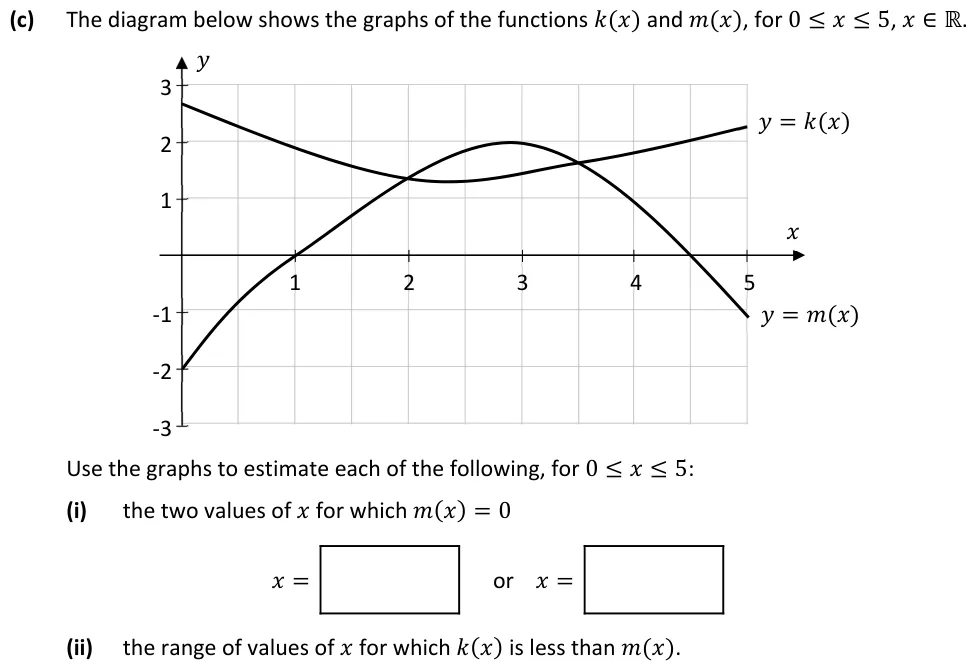 (c) The diagram below shows the graphs of the functions k(x) and m(x), for 0 ≤ x ≤ 5, x ∈ ℝ.
y
3
2
1
-1
-2
-3
y = k(x)
x
1 2 3 4 5
y = m(x)
Use the graphs to estimate each of the following, for 0 ≤ x ≤ 5:
(i) the two values of x for which m(x) = 0
x = or x =
(ii) the range of values of x for which k(x) is less than m(x).